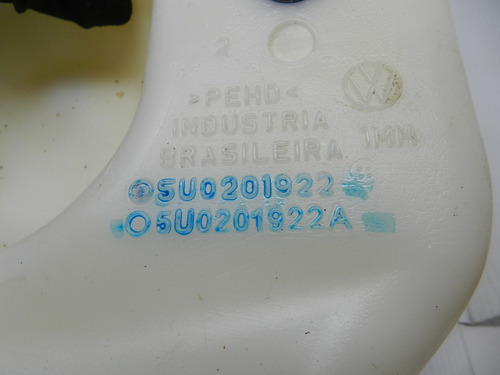 2
>PEHD<
INDUSTRIA
BRASILEIRA
5U0201922
5U0201922A